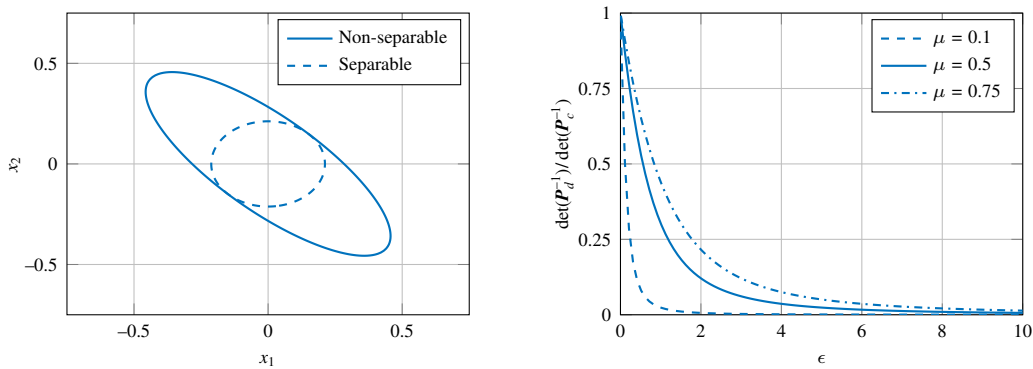 0.5
0
−0.5
x₂
−0.5
0
0.5
x₁
Non-separable
Separable
1
0.75
0.5
0.25
0
det(P_d^{-1})/det(P_c^{-1})
0
2
4
6
8
10
ϵ
μ = 0.1
μ = 0.5
μ = 0.75